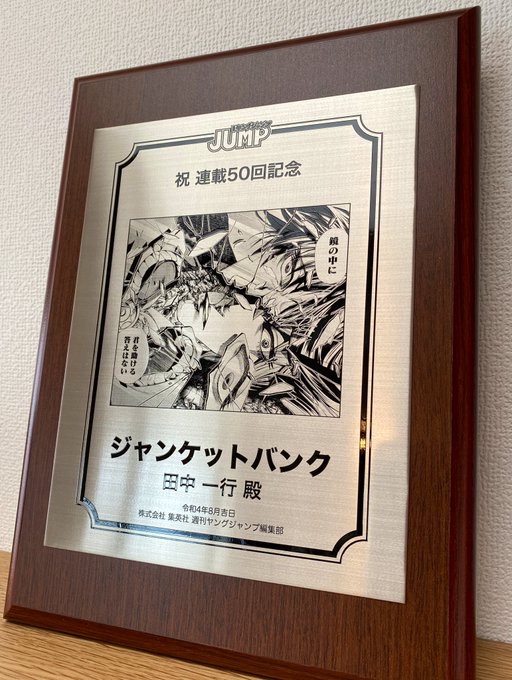 JUMP
祝 連載50回記念
鏡の中に
君を助ける
答えはない
ジャンケットバンク
田中 一行 殿
令和4年8月吉日
株式会社 集英社 週刊ヤングジャンプ編集部